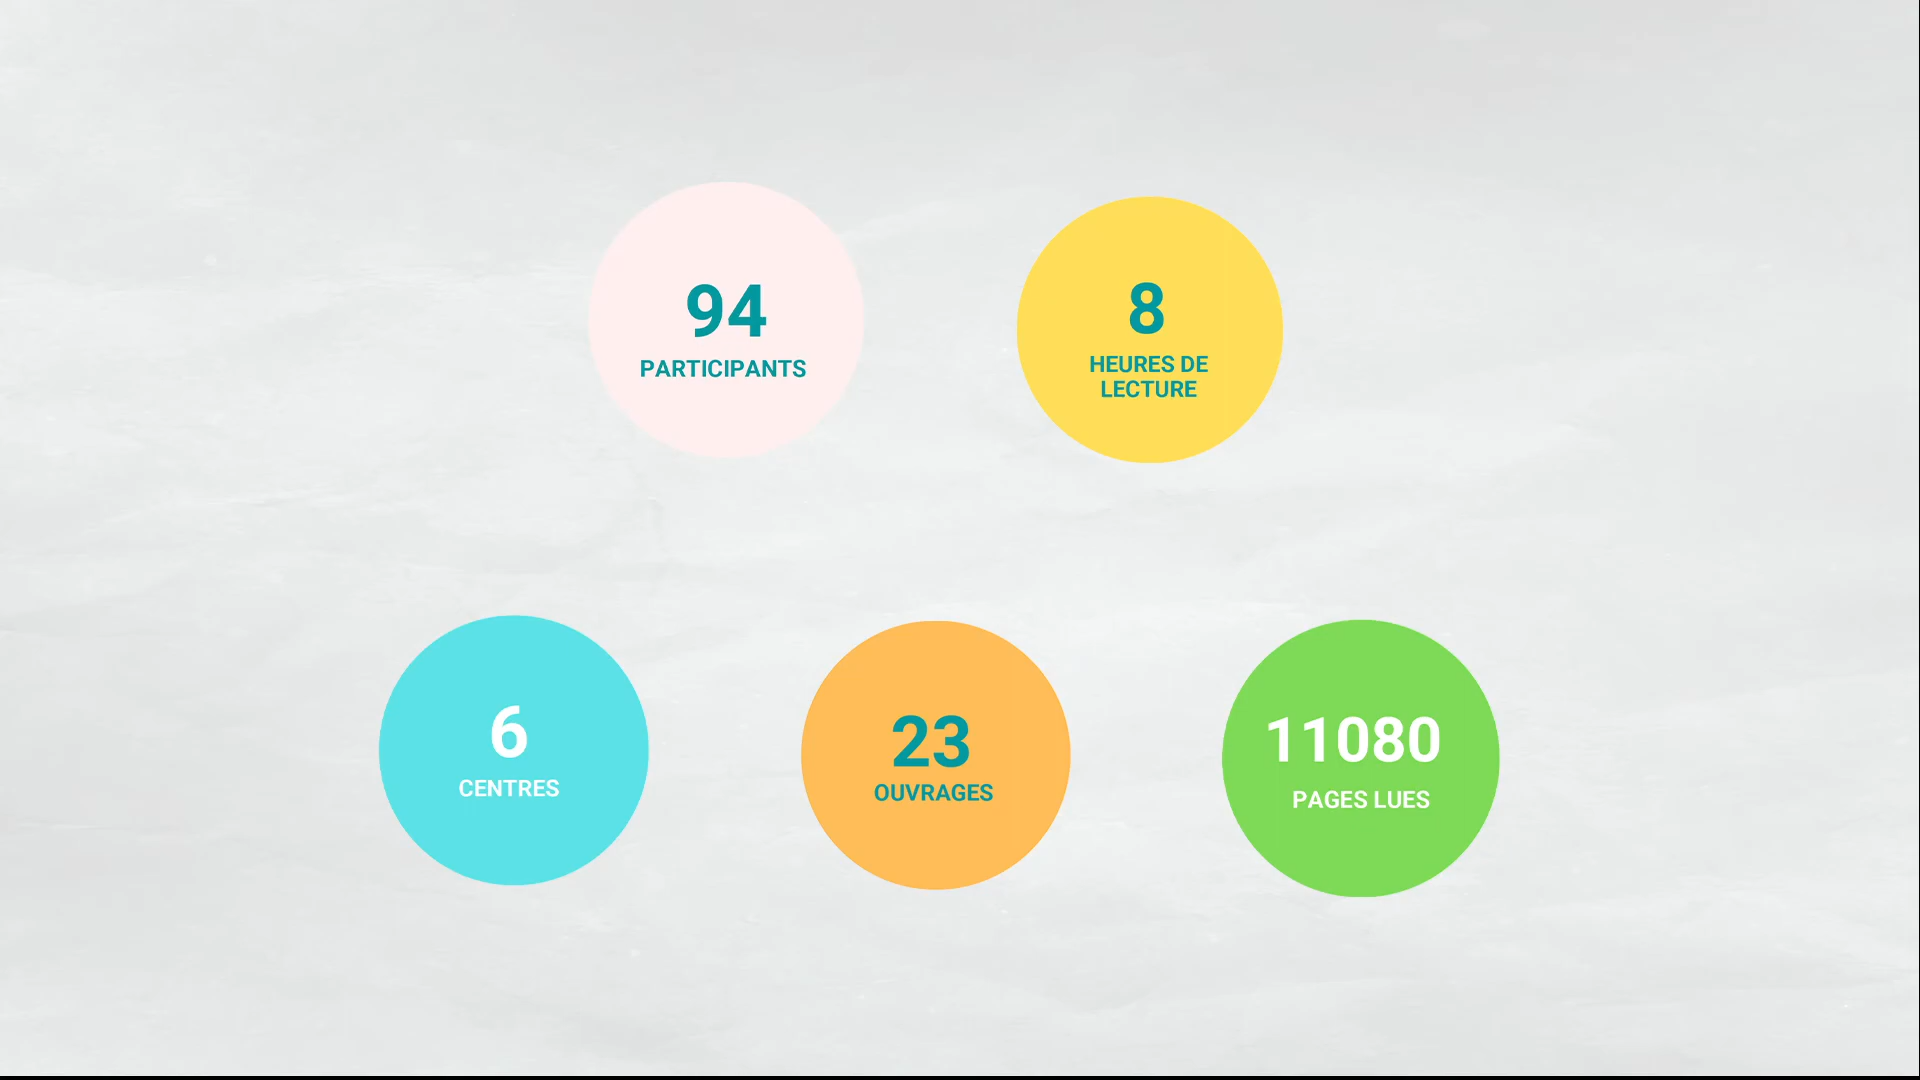 94
PARTICIPANTS
8
HEURES DE
LECTURE
6
CENTRES
23
OUVRAGES
11080
PAGES LUES